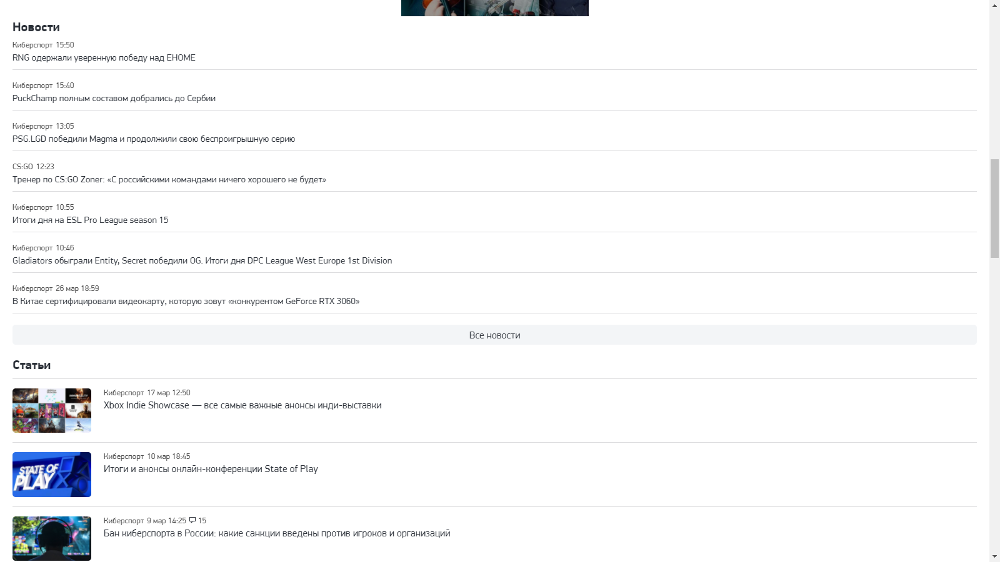 Новости
Киберспорт 15:50
RNG одержали уверенную победу над EHOME
Киберспорт 15:40
PuckChamp полным составом добрались до Сербии
Киберспорт 13:05
PSG.LGD победили Magma и продолжили свою беспроигрышную серию
CS:GO 12:23
Тренер по CS:GO Zoner: «С российскими командами ничего хорошего не будет»
Киберспорт 10:55
Итоги дня на ESL Pro League season 15
Киберспорт 10:46
Gladiators обыграли Entity, Secret победили OG. Итоги дня DPC League West Europe 1st Division
Киберспорт 26 мар 18:59
В Китае сертифицировали видеокарту, которую зовут «конкурентом GeForce RTX 3060»
Все новости
Статьи
Киберспорт 17 мар 12:50
Xbox Indie Showcase — все самые важные анонсы инди-выставки
STATE OF
PLAY
Киберспорт 10 мар 18:45
Итоги и анонсы онлайн-конференции State of Play
Киберспорт 9 мар 14:25 15
Бан киберспорта в России: какие санкции введены против игроков и организаций